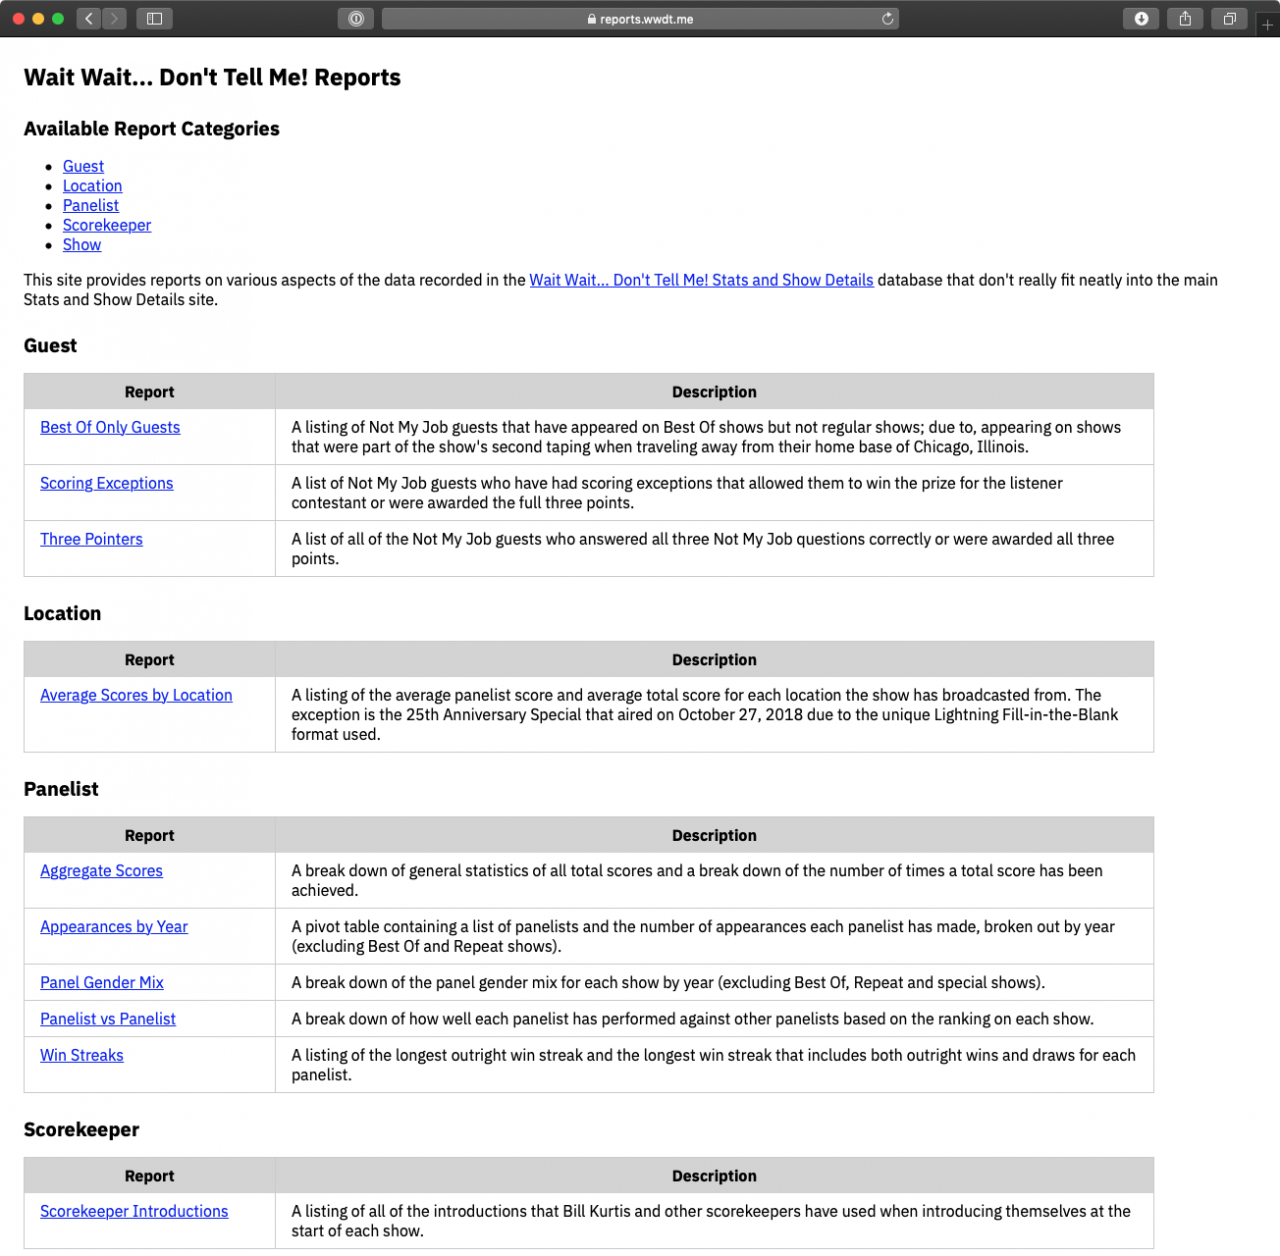 reports.wwdt.me
Wait Wait... Don't Tell Me! Reports
Available Report Categories
Guest
Location
Panelist
Scorekeeper
Show
This site provides reports on various aspects of the data recorded in the Wait Wait... Don't Tell Me! Stats and Show Details database that don't really fit neatly into the main
Stats and Show Details site.
Guest
Report Description
Best Of Only Guests A listing of Not My Job guests that have appeared on Best Of shows but not regular shows; due to, appearing on shows
that were part of the show's second taping when traveling away from their home base of Chicago, Illinois.
Scoring Exceptions A list of Not My Job guests who have had scoring exceptions that allowed them to win the prize for the listener
contestant or were awarded the full three points.
Three Pointers A list of all of the Not My Job guests who answered all three Not My Job questions correctly or were awarded all three
points.
Location
Report Description
Average Scores by Location A listing of the average panelist score and average total score for each location the show has broadcasted from. The
exception is the 25th Anniversary Special that aired on October 27, 2018 due to the unique Lightning Fill-in-the-Blank
format used.
Panelist
Report Description
Aggregate Scores A break down of general statistics of all total scores and a break down of the number of times a total score has been
achieved.
Appearances by Year A pivot table containing a list of panelists and the number of appearances each panelist has made, broken out by year
(excluding Best Of and Repeat shows).
Panel Gender Mix A break down of the panel gender mix for each show by year (excluding Best Of, Repeat and special shows).
Panelist vs Panelist A break down of how well each panelist has performed against other panelists based on the ranking on each show.
Win Streaks A listing of the longest outright win streak and the longest win streak that includes both outright wins and draws for each
panelist.
Scorekeeper
Report Description
Scorekeeper Introductions A listing of all of the introductions that Bill Kurtis and other scorekeepers have used when introducing themselves at the
start of each show.